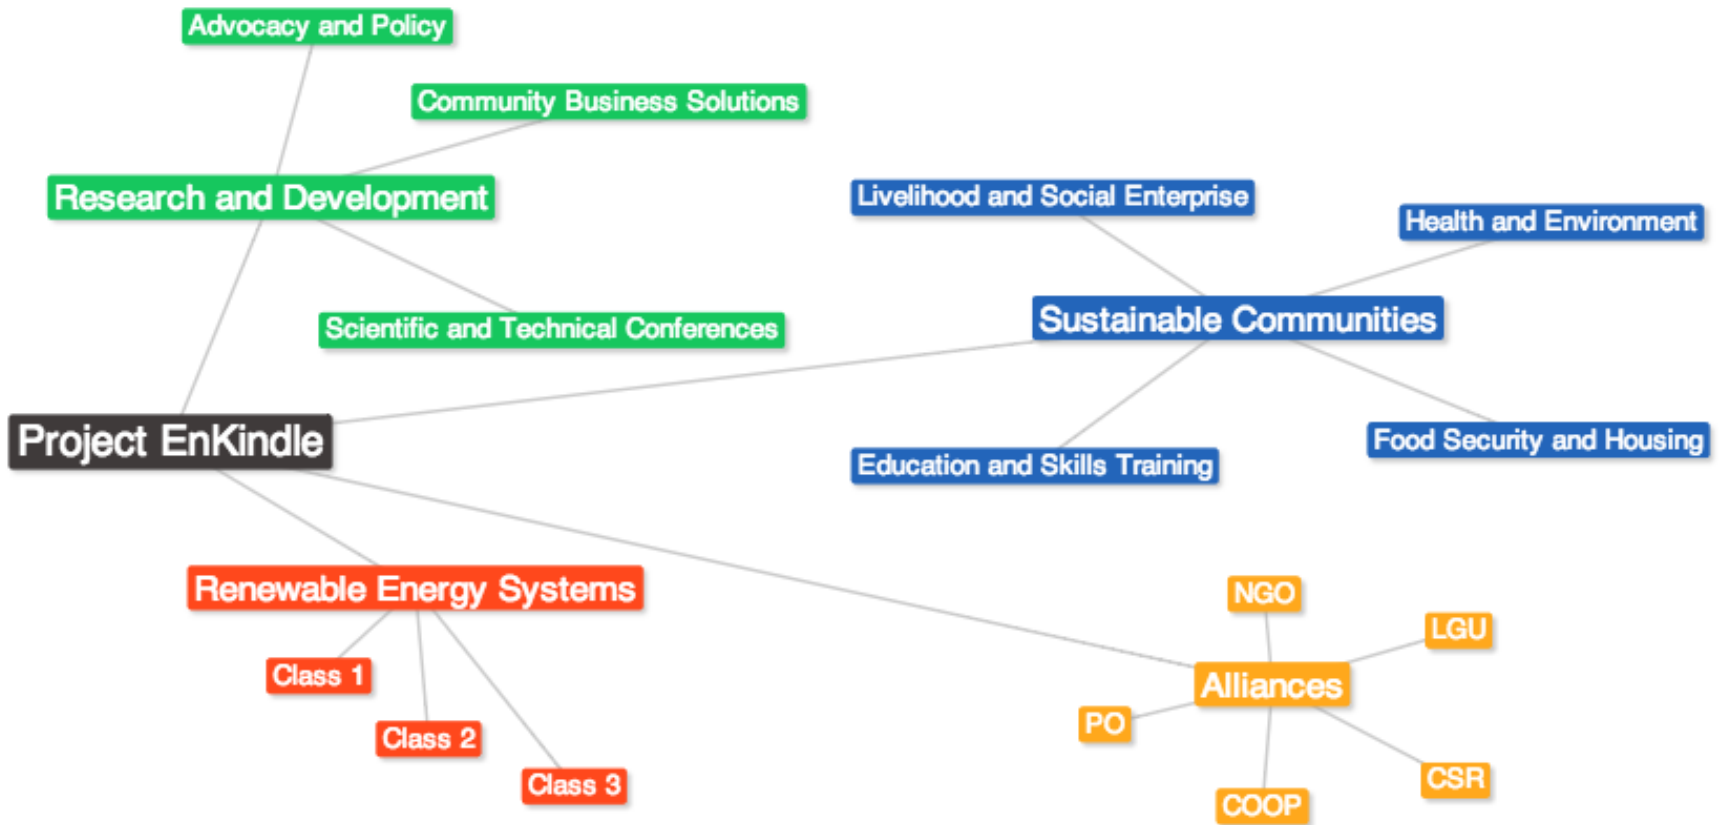 Advocacy and Policy
Community Business Solutions
Research and Development
Livelihood and Social Enterprise
Health and Environment
Scientific and Technical Conferences
Sustainable Communities
Project EnKindle
Education and Skills Training
Food Security and Housing
Renewable Energy Systems
NGO
LGU
Class 1
Alliances
PO
Class 2
Class 3
CSR
COOP